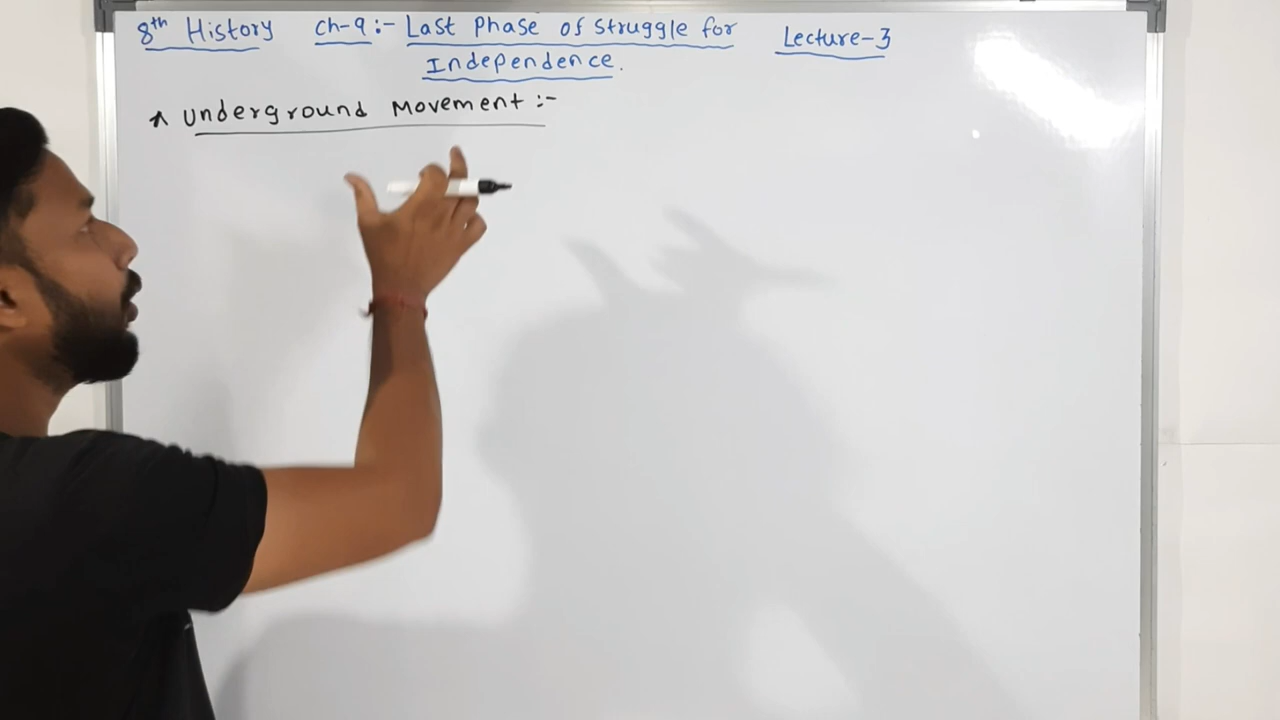 8th History ch-9:- Last Phase of struggle for Lecture-3
Independence.
* Underground Movement :-